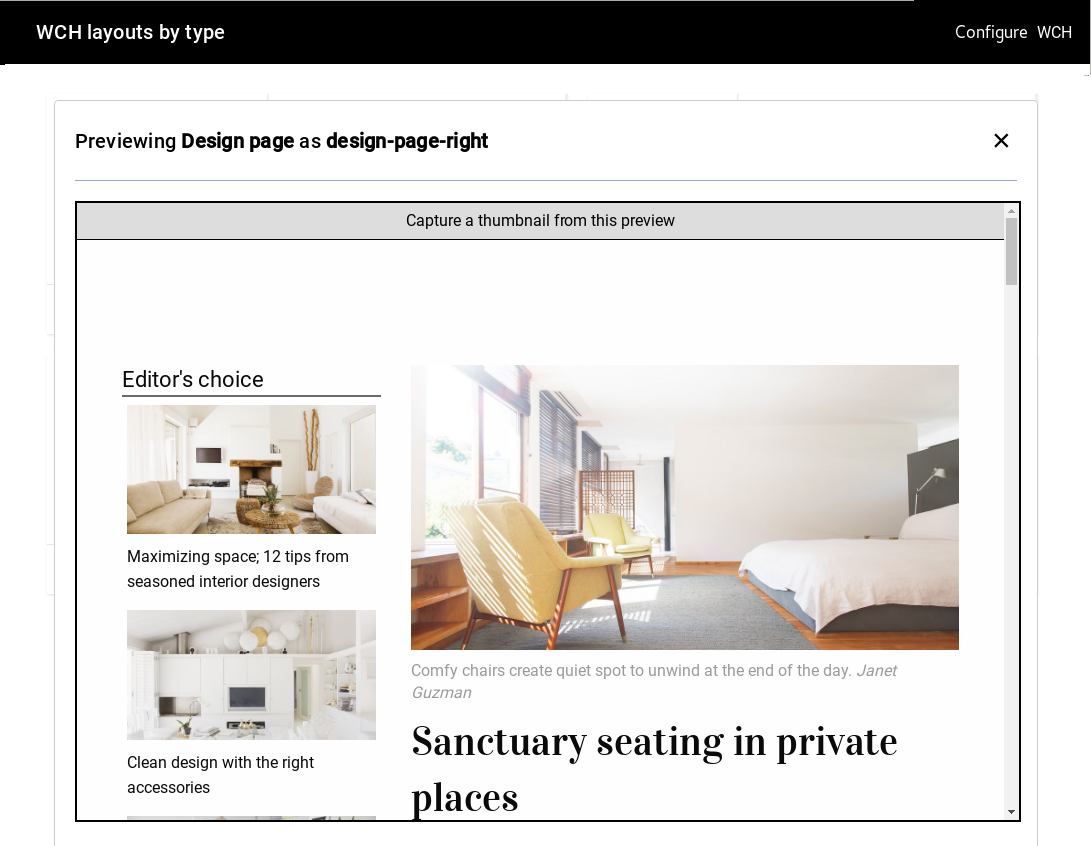 WCH layouts by type
Configure WCH
Previewing Design page as design-page-right
Capture a thumbnail from this preview
Editor's choice
Maximizing space; 12 tips from
seasoned interior designers
Clean design with the right
accessories
Comfy chairs create quiet spot to unwind at the end of the day. Janet
Guzman
Sanctuary seating in private
places